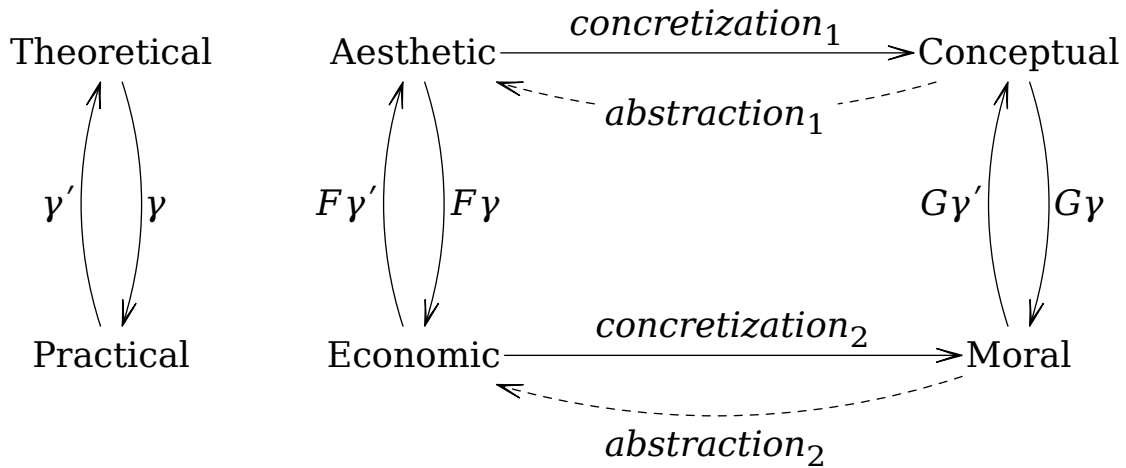 concretization₁
Theoretical Aesthetic Conceptual
abstraction₁
γ′ γ Fγ′ Fγ Gγ′ Gγ
concretization₂
Practical Economic Moral
abstraction₂